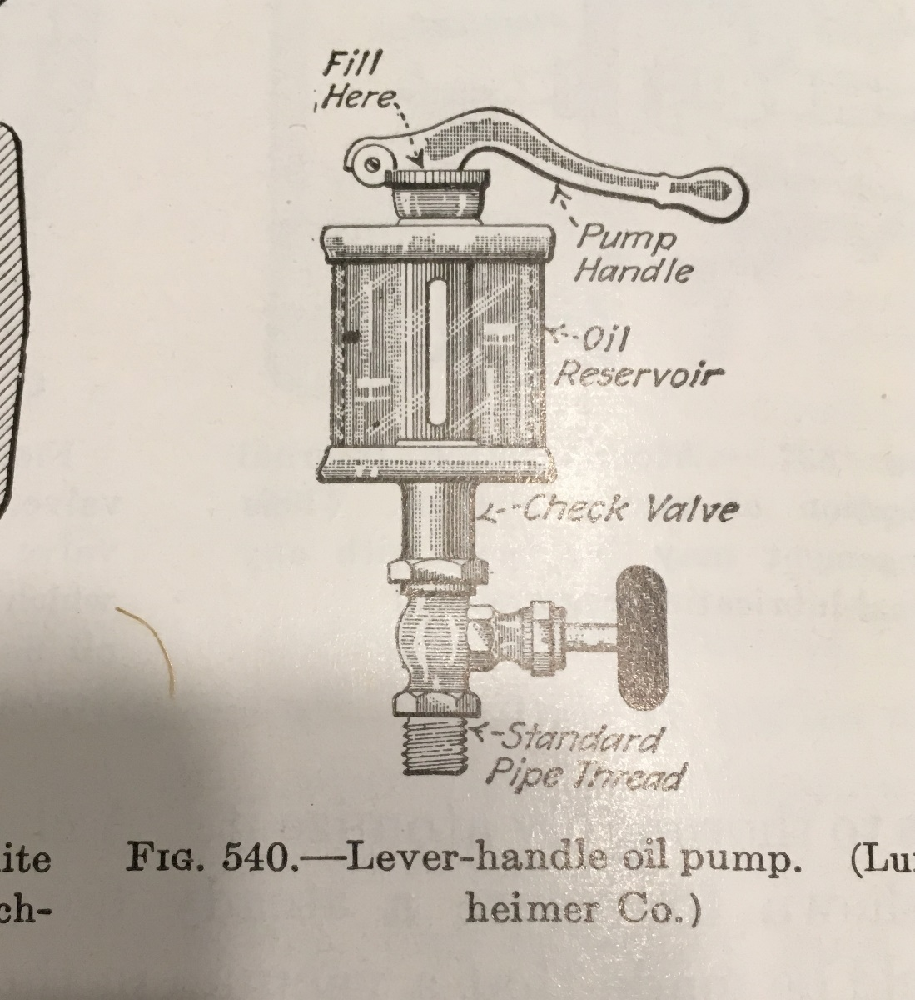 Fill
Here
Pump
Handle
Oil
Reservoir
Check Valve
Standard
Pipe Thread
ite
ch-
FIG. 540.—Lever-handle oil pump. (Lu
heimer Co.)